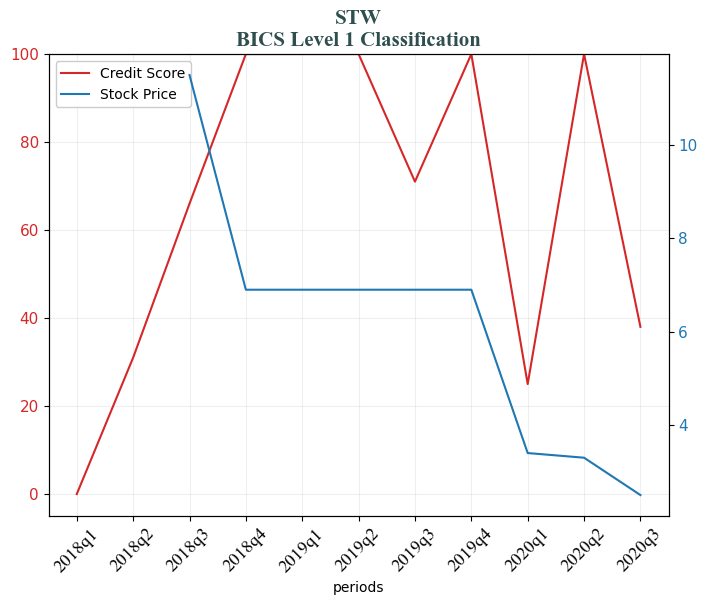 STW
BICS Level 1 Classification
Credit Score
Stock Price
100
80
60
40
20
0
10
8
6
4
2018q1
2018q2
2018q3
2018q4
2019q1
2019q2
2019q3
2019q4
2020q1
2020q2
2020q3
periods